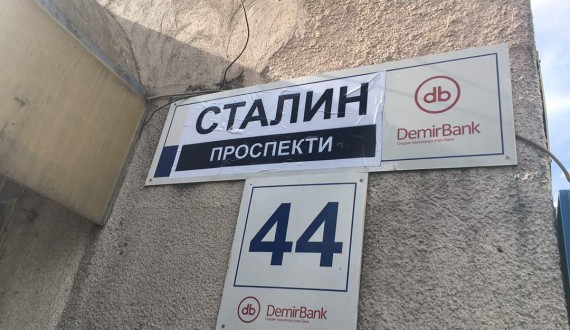 СТАЛИН
ПРОСПЕКТИ
db
DemirBank
44
db
DemirBank